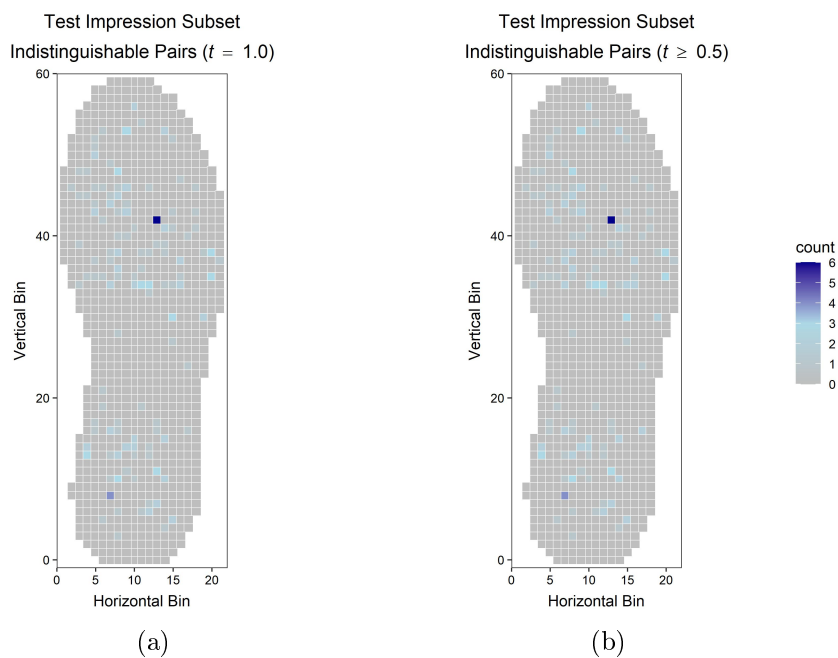 Test Impression Subset
Indistinguishable Pairs (t = 1.0)
60
40
20
0
Vertical Bin
0 5 10 15 20
Horizontal Bin
(a)
Test Impression Subset
Indistinguishable Pairs (t ≥ 0.5)
60
40
20
0
Vertical Bin
0 5 10 15 20
Horizontal Bin
(b)
count
6
5
4
3
2
1
0